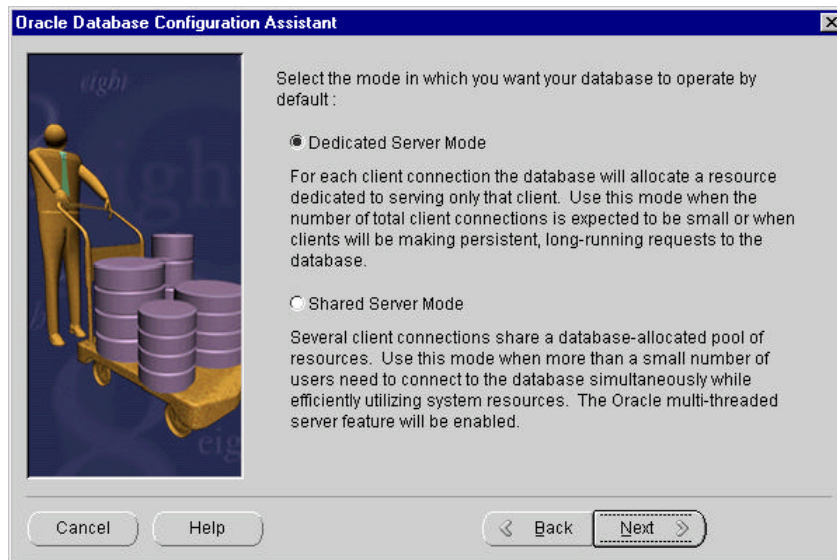 Oracle Database Configuration Assistant
eight
eight
eig
Select the mode in which you want your database to operate by
default :
Dedicated Server Mode
For each client connection the database will allocate a resource
dedicated to serving only that client. Use this mode when the
number of total client connections is expected to be small or when
clients will be making persistent, long-running requests to the
database.
Shared Server Mode
Several client connections share a database-allocated pool of
resources. Use this mode when more than a small number of
users need to connect to the database simultaneously while
efficiently utilizing system resources. The Oracle multi-threaded
server feature will be enabled.
Cancel Help Back Next